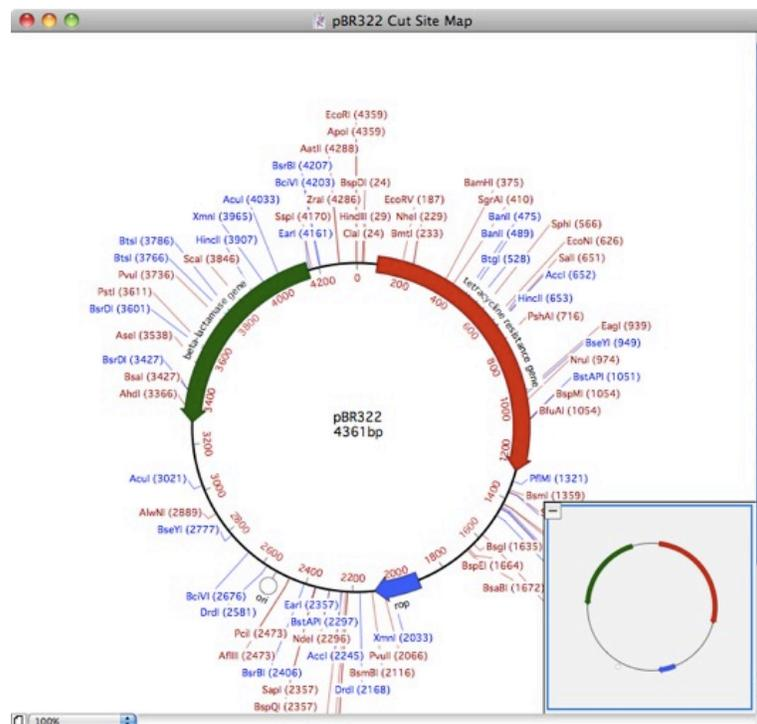 pBR322 Cut Site Map
EcoRI (4359)
ApoI (4359)
AatII (4288)
BsrBI (4207)
BciVI (4203) BspDI (24)
BamHI (375)
AcuI (4033)
ZraI (4286) EcoRV (187)
SgrAI (410)
XmnI (3965)
SspI (4170) HindIII (29) NheI (229)
BanII (475)
SphI (566)
BtsI (3786)
HincII (3907)
EarI (4161) ClaI (24) BmtI (233)
BanII (489)
EcoNI (626)
BtsI (3766)
ScaI (3846)
BtgI (528)
SalI (651)
PvuI (3736)
AccI (652)
PstI (3611)
HincII (653)
BsrDI (3601)
PshAI (716)
AseI (3538)
EagI (939)
BseYI (949)
BsrDI (3427)
NruI (974)
BsaI (3427)
BstAPI (1051)
AhdI (3366)
BspMI (1054)
BfuAI (1054)
beta-lactamase gene
tetracycline resistance gene
0
200
400
600
800
1000
1200
1400
1600
1800
2000
2200
2400
2600
2800
3000
3200
3400
3600
3800
4000
4200
pBR322
4361bp
AcuI (3021)
PflMI (1321)
BsmI (1359)
AlwNI (2889)
BseYI (2777)
BsgI (1635)
BspEI (1664)
BsaBI (1672)
BciVI (2676)
ori
rop
DrdI (2581)
EarI (2357)
BstAPI (2297)
PciI (2473)
NdeI (2296)
XmnI (2033)
AflIII (2473)
AccI (2245)
PvuII (2066)
BsrBI (2406)
BsmBI (2116)
SapI (2357)
DrdI (2168)
BspQI (2357)
100%